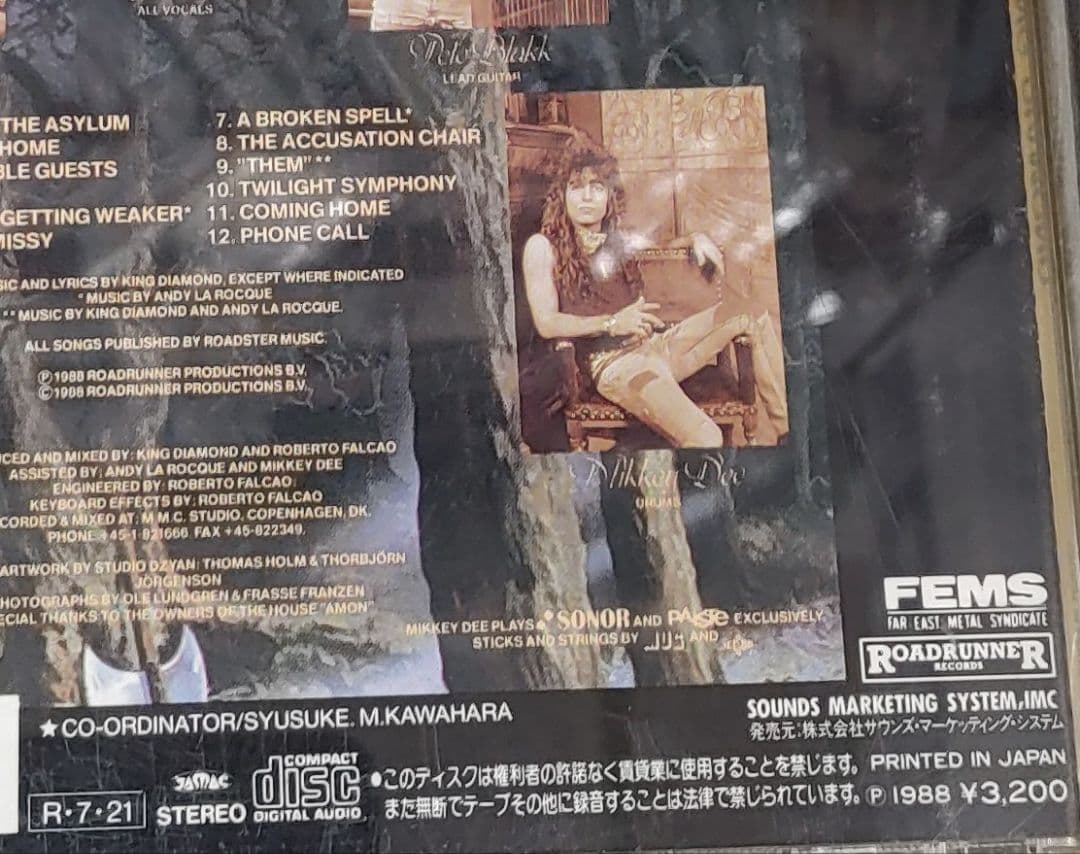 ALL VOCALS
Pete Blakk
LEAD GUITAR
THE ASYLUM
HOME
BLE GUESTS
GETTING WEAKER*
MISSY
7. A BROKEN SPELL*
8. THE ACCUSATION CHAIR
9. "THEM"**
10. TWILIGHT SYMPHONY
11. COMING HOME
12. PHONE CALL
SIC AND LYRICS BY KING DIAMOND, EXCEPT WHERE INDICATED
*MUSIC BY ANDY LA ROCQUE
**MUSIC BY KING DIAMOND AND ANDY LA ROCQUE.
ALL SONGS PUBLISHED BY ROADSTER MUSIC.
Ⓟ1988 ROADRUNNER PRODUCTIONS B.V.
©1988 ROADRUNNER PRODUCTIONS B.V.
CED AND MIXED BY: KING DIAMOND AND ROBERTO FALCAO
ASSISTED BY: ANDY LA ROCQUE AND MIKKEY DEE
ENGINEERED BY: ROBERTO FALCAO
KEYBOARD EFFECTS BY: ROBERTO FALCAO
CORDED & MIXED AT: M.M.C. STUDIO, COPENHAGEN, DK.
PHONE +45-1-821666 FAX +45-822349.
ARTWORK BY STUDIO DZYAN: THOMAS HOLM & THORBJÖRN
JÖRGENSON
HOTOGRAPHS BY OLE LUNDGREN & FRASSE FRANZEN
ECIAL THANKS TO THE OWNERS OF THE HOUSE "AMON"
Mikkey Dee
DRUMS
MIKKEY DEE PLAYS SONOR AND PAiSTe EXCLUSIVELY
STICKS AND STRINGS BY AND
FEMS
FAR EAST METAL SYNDICATE
ROADRUNNER
RECORDS
★CO-ORDINATOR/SYUSUKE. M.KAWAHARA
SOUNDS MARKETING SYSTEM,IMC
発売元:株式会社サウンズ・マーケッティング・システム
R・7・21
JASRAC
STEREO
COMPACT
disc
DIGITAL AUDIO
●このディスクは権利者の許諾なく賃貸業に使用することを禁じます。 PRINTED IN JAPAN
また無断でテープその他に録音することは法律で禁じられています。Ⓟ1988 ¥3,200